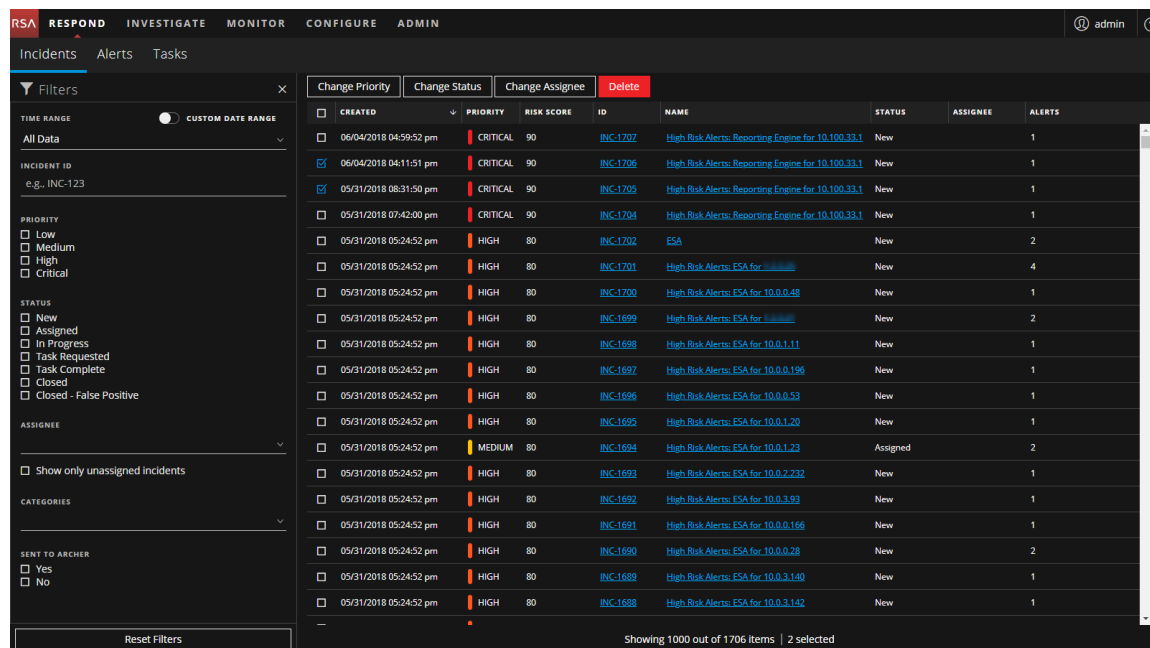 RSA RESPOND INVESTIGATE MONITOR CONFIGURE ADMIN admin
Incidents Alerts Tasks
Filters
TIME RANGE CUSTOM DATE RANGE
All Data
INCIDENT ID
e.g., INC-123
PRIORITY
Low
Medium
High
Critical
STATUS
New
Assigned
In Progress
Task Requested
Task Complete
Closed
Closed - False Positive
ASSIGNEE
Show only unassigned incidents
CATEGORIES
SENT TO ARCHER
Yes
No
Reset Filters
Change Priority Change Status Change Assignee Delete
CREATED PRIORITY RISK SCORE ID NAME STATUS ASSIGNEE ALERTS
06/04/2018 04:59:52 pm CRITICAL 90 INC-1707 High Risk Alerts: Reporting Engine for 10.100.33.1 New 1
06/04/2018 04:11:51 pm CRITICAL 90 INC-1706 High Risk Alerts: Reporting Engine for 10.100.33.1 New 1
05/31/2018 08:31:50 pm CRITICAL 90 INC-1705 High Risk Alerts: Reporting Engine for 10.100.33.1 New 1
05/31/2018 07:42:00 pm CRITICAL 90 INC-1704 High Risk Alerts: Reporting Engine for 10.100.33.1 New 1
05/31/2018 05:24:52 pm HIGH 80 INC-1702 ESA New 2
05/31/2018 05:24:52 pm HIGH 80 INC-1701 High Risk Alerts: ESA for New 4
05/31/2018 05:24:52 pm HIGH 80 INC-1700 High Risk Alerts: ESA for 10.0.0.48 New 1
05/31/2018 05:24:52 pm HIGH 80 INC-1699 High Risk Alerts: ESA for New 2
05/31/2018 05:24:52 pm HIGH 80 INC-1698 High Risk Alerts: ESA for 10.0.1.11 New 1
05/31/2018 05:24:52 pm HIGH 80 INC-1697 High Risk Alerts: ESA for 10.0.0.196 New 1
05/31/2018 05:24:52 pm HIGH 80 INC-1696 High Risk Alerts: ESA for 10.0.0.53 New 1
05/31/2018 05:24:52 pm HIGH 80 INC-1695 High Risk Alerts: ESA for 10.0.1.20 New 1
05/31/2018 05:24:52 pm MEDIUM 80 INC-1694 High Risk Alerts: ESA for 10.0.1.23 Assigned 2
05/31/2018 05:24:52 pm HIGH 80 INC-1693 High Risk Alerts: ESA for 10.0.2.232 New 1
05/31/2018 05:24:52 pm HIGH 80 INC-1692 High Risk Alerts: ESA for 10.0.3.93 New 1
05/31/2018 05:24:52 pm HIGH 80 INC-1691 High Risk Alerts: ESA for 10.0.0.166 New 1
05/31/2018 05:24:52 pm HIGH 80 INC-1690 High Risk Alerts: ESA for 10.0.0.28 New 2
05/31/2018 05:24:52 pm HIGH 80 INC-1689 High Risk Alerts: ESA for 10.0.3.140 New 1
05/31/2018 05:24:52 pm HIGH 80 INC-1688 High Risk Alerts: ESA for 10.0.3.142 New 1
Showing 1000 out of 1706 items | 2 selected